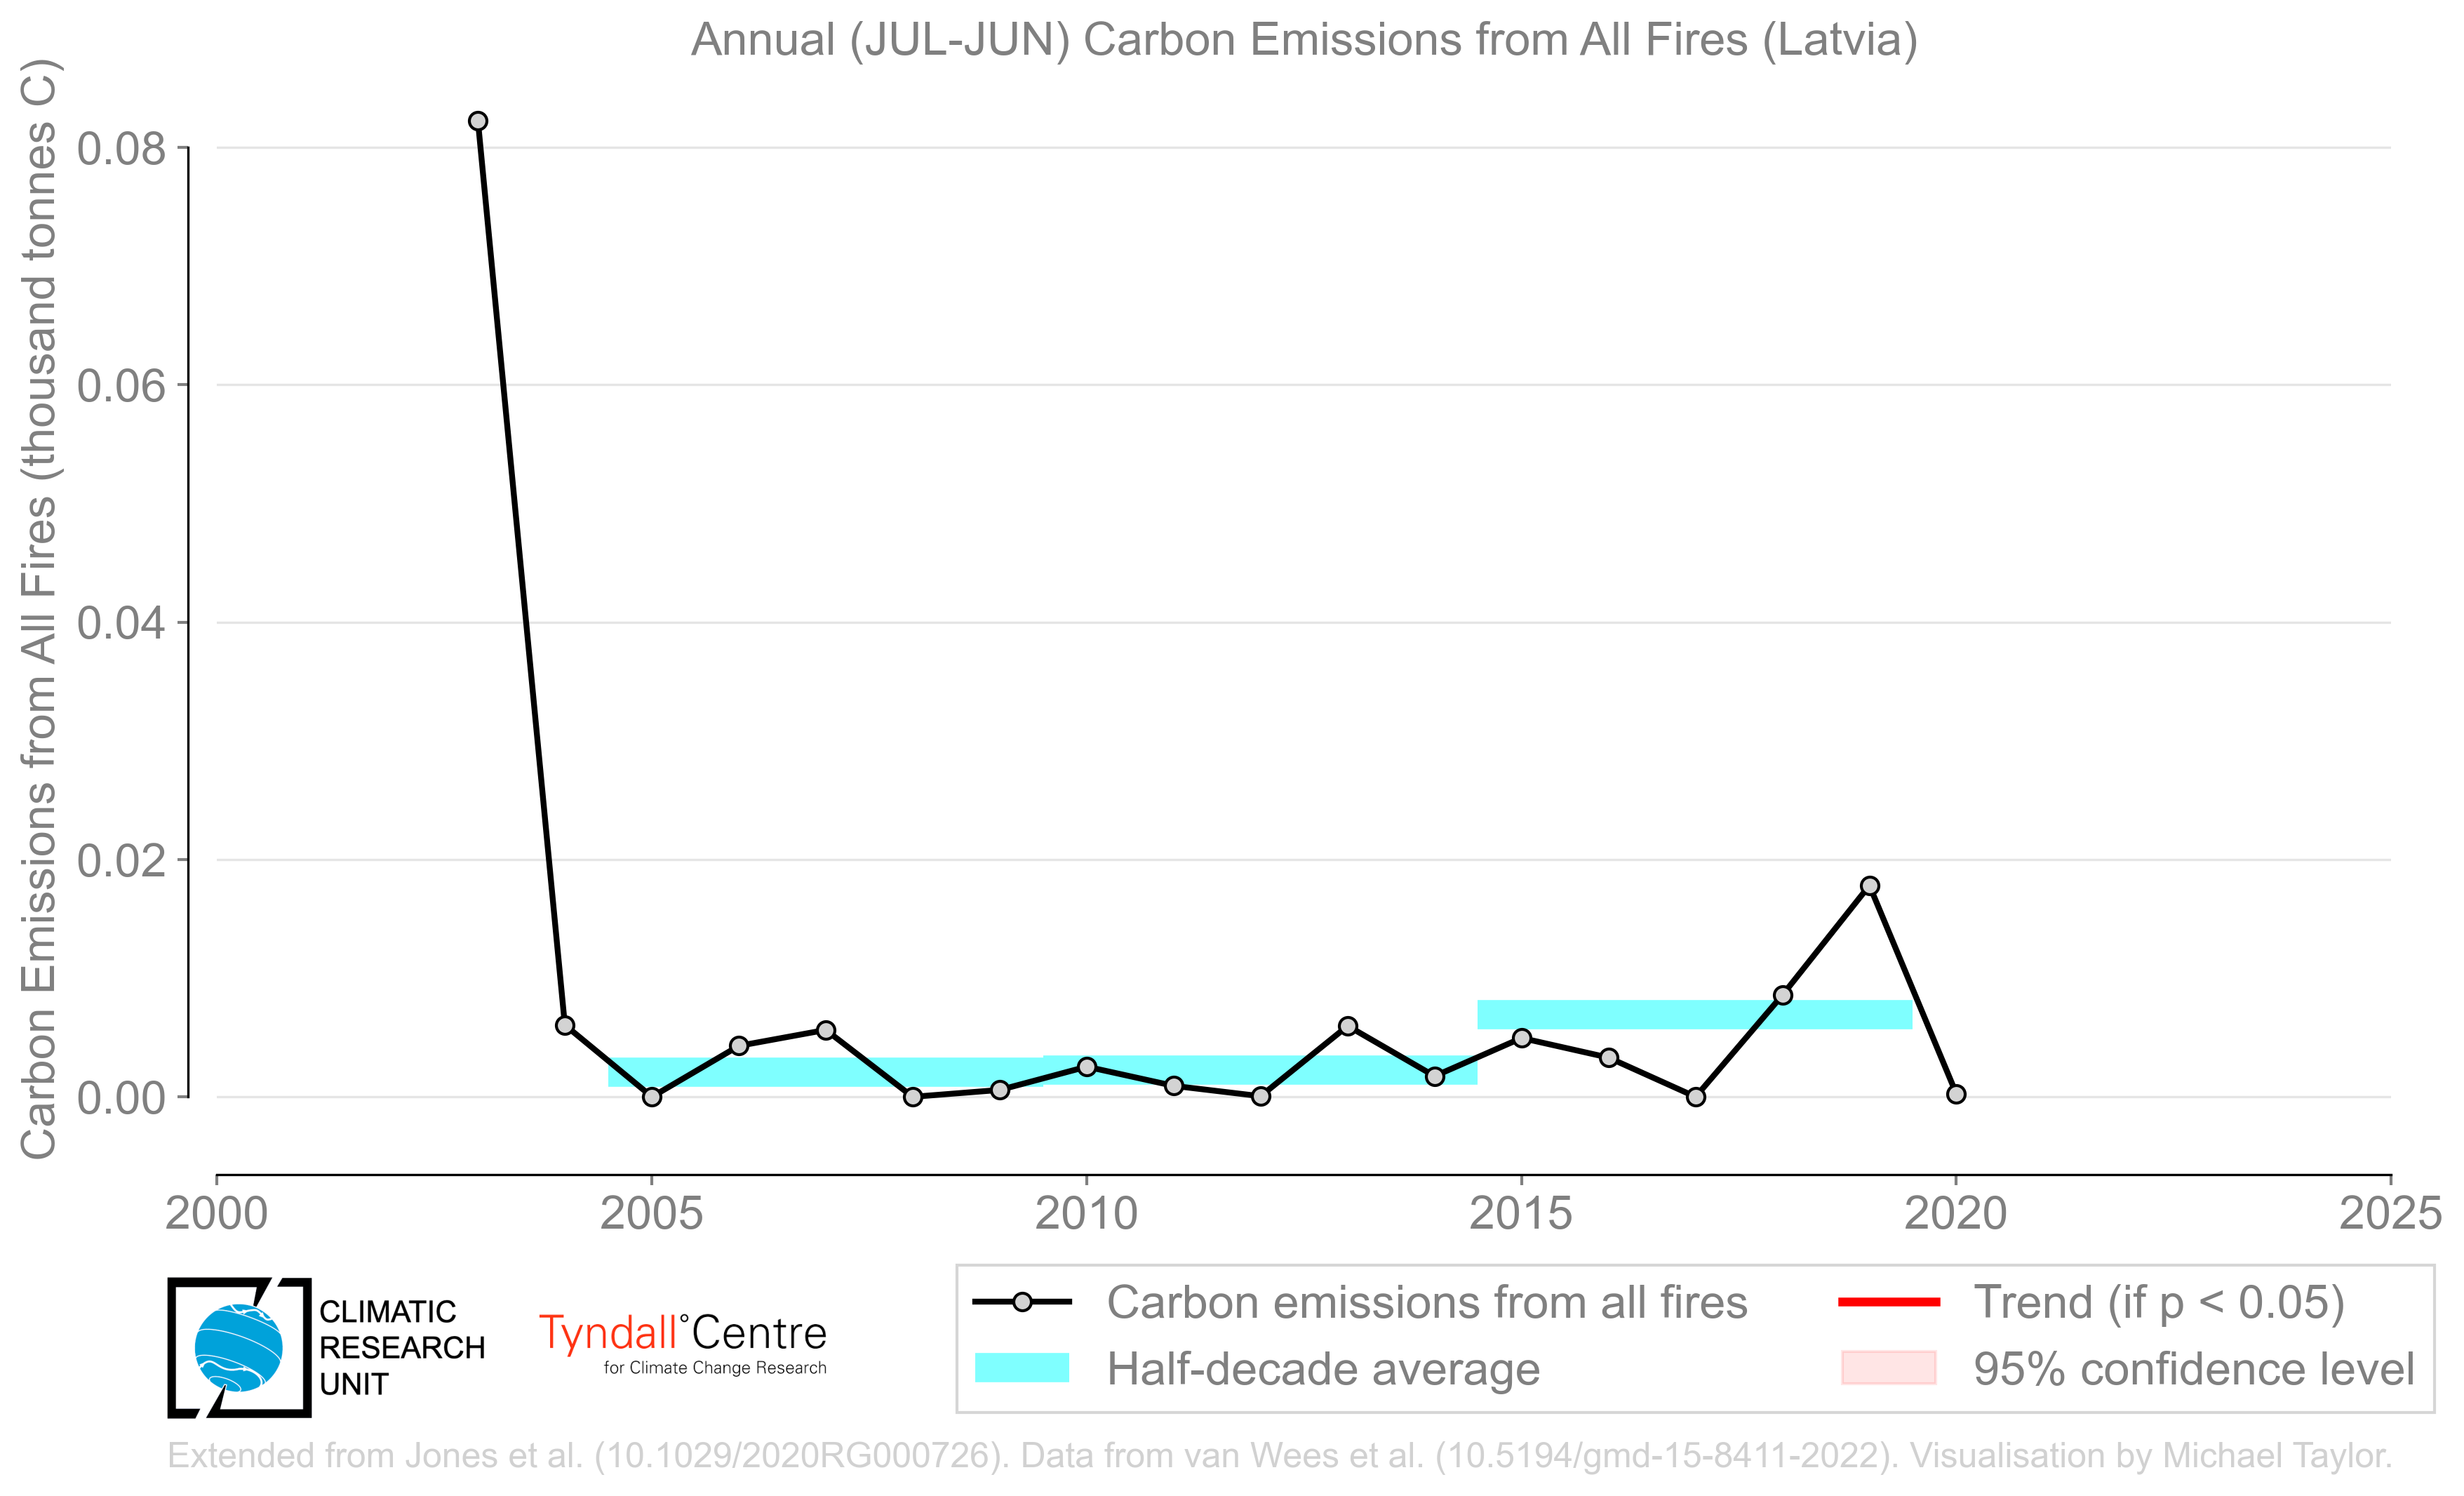 Annual (JUL-JUN) Carbon Emissions from All Fires (Latvia)
Carbon Emissions from All Fires (thousand tonnes C)
0.08
0.06
0.04
0.02
0.00
2000 2005 2010 2015 2020 2025
CLIMATIC
RESEARCH
UNIT
Tyndall°Centre
for Climate Change Research
Carbon emissions from all fires
Half-decade average
Trend (if p < 0.05)
95% confidence level
Extended from Jones et al. (10.1029/2020RG000726). Data from van Wees et al. (10.5194/gmd-15-8411-2022). Visualisation by Michael Taylor.